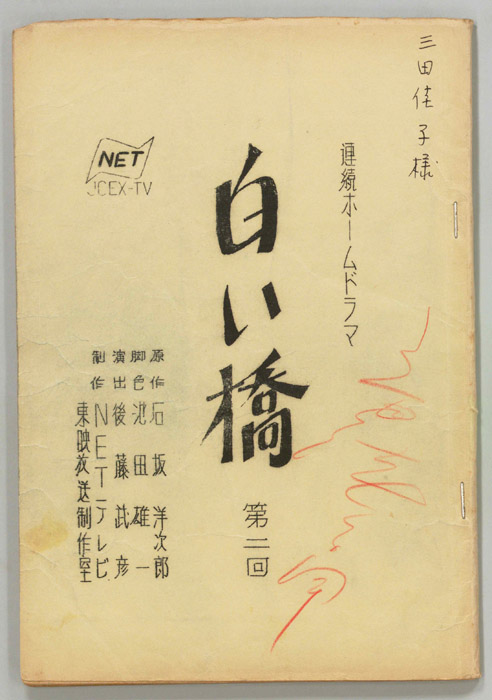 三田佳子様
連続ホームドラマ
白い橋
第二回
NET
JOEX-TV
原作 石坂洋次郎
脚色 池田雄一
演出 後藤武彦
制作 NETテレビ
東映放送制作室